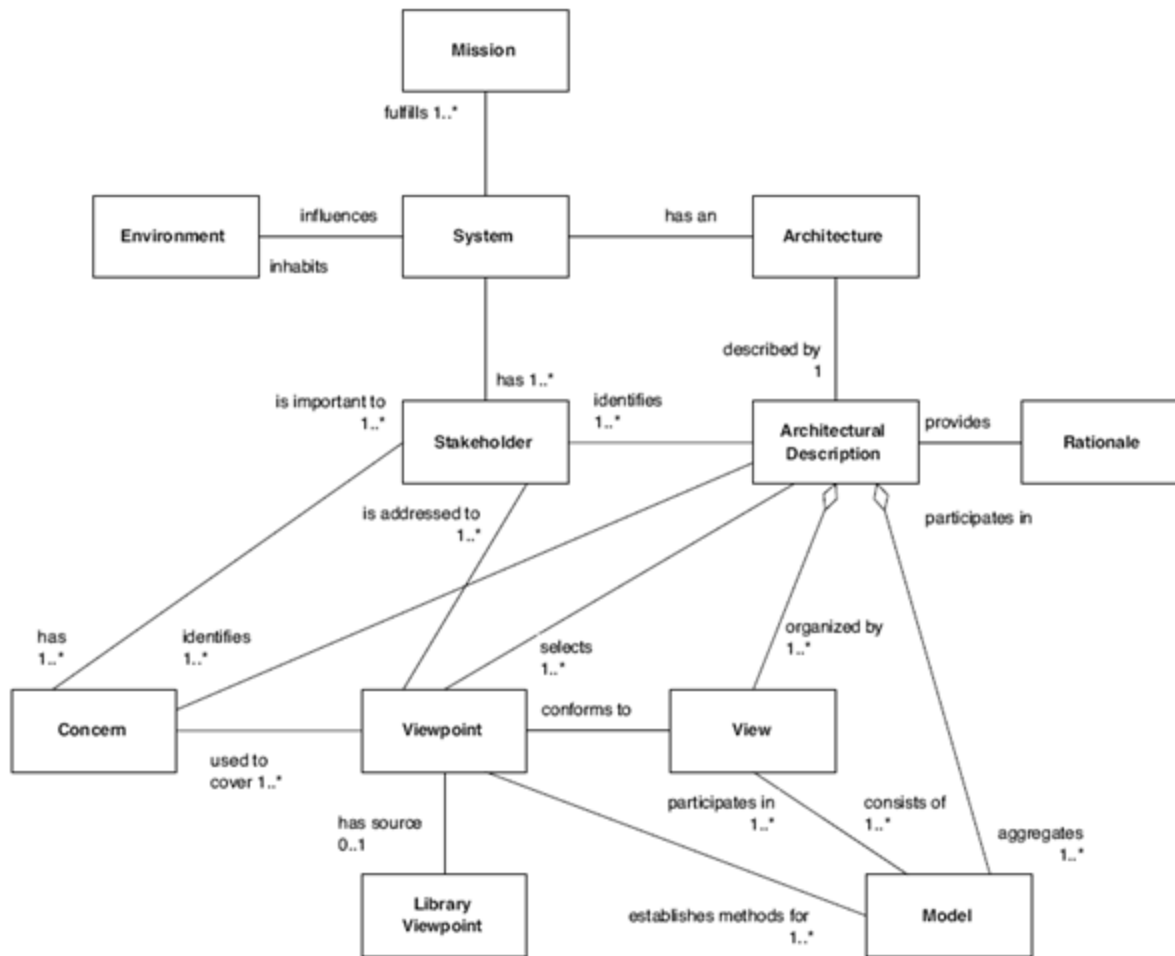 Mission
fulfills 1..*
influences
has an
Environment
System
Architecture
inhabits
described by
1
has 1..*
is important to
1..*
identifies
1..*
Stakeholder
Architectural
Description
provides
Rationale
is addressed to
1..*
participates in
has
1..*
identifies
1..*
selects
1..*
organized by
1..*
Concern
Viewpoint
conforms to
View
used to
cover 1..*
has source
0..1
participates in
1..*
consists of
1..*
aggregates
1..*
Library
Viewpoint
establishes methods for
1..*
Model